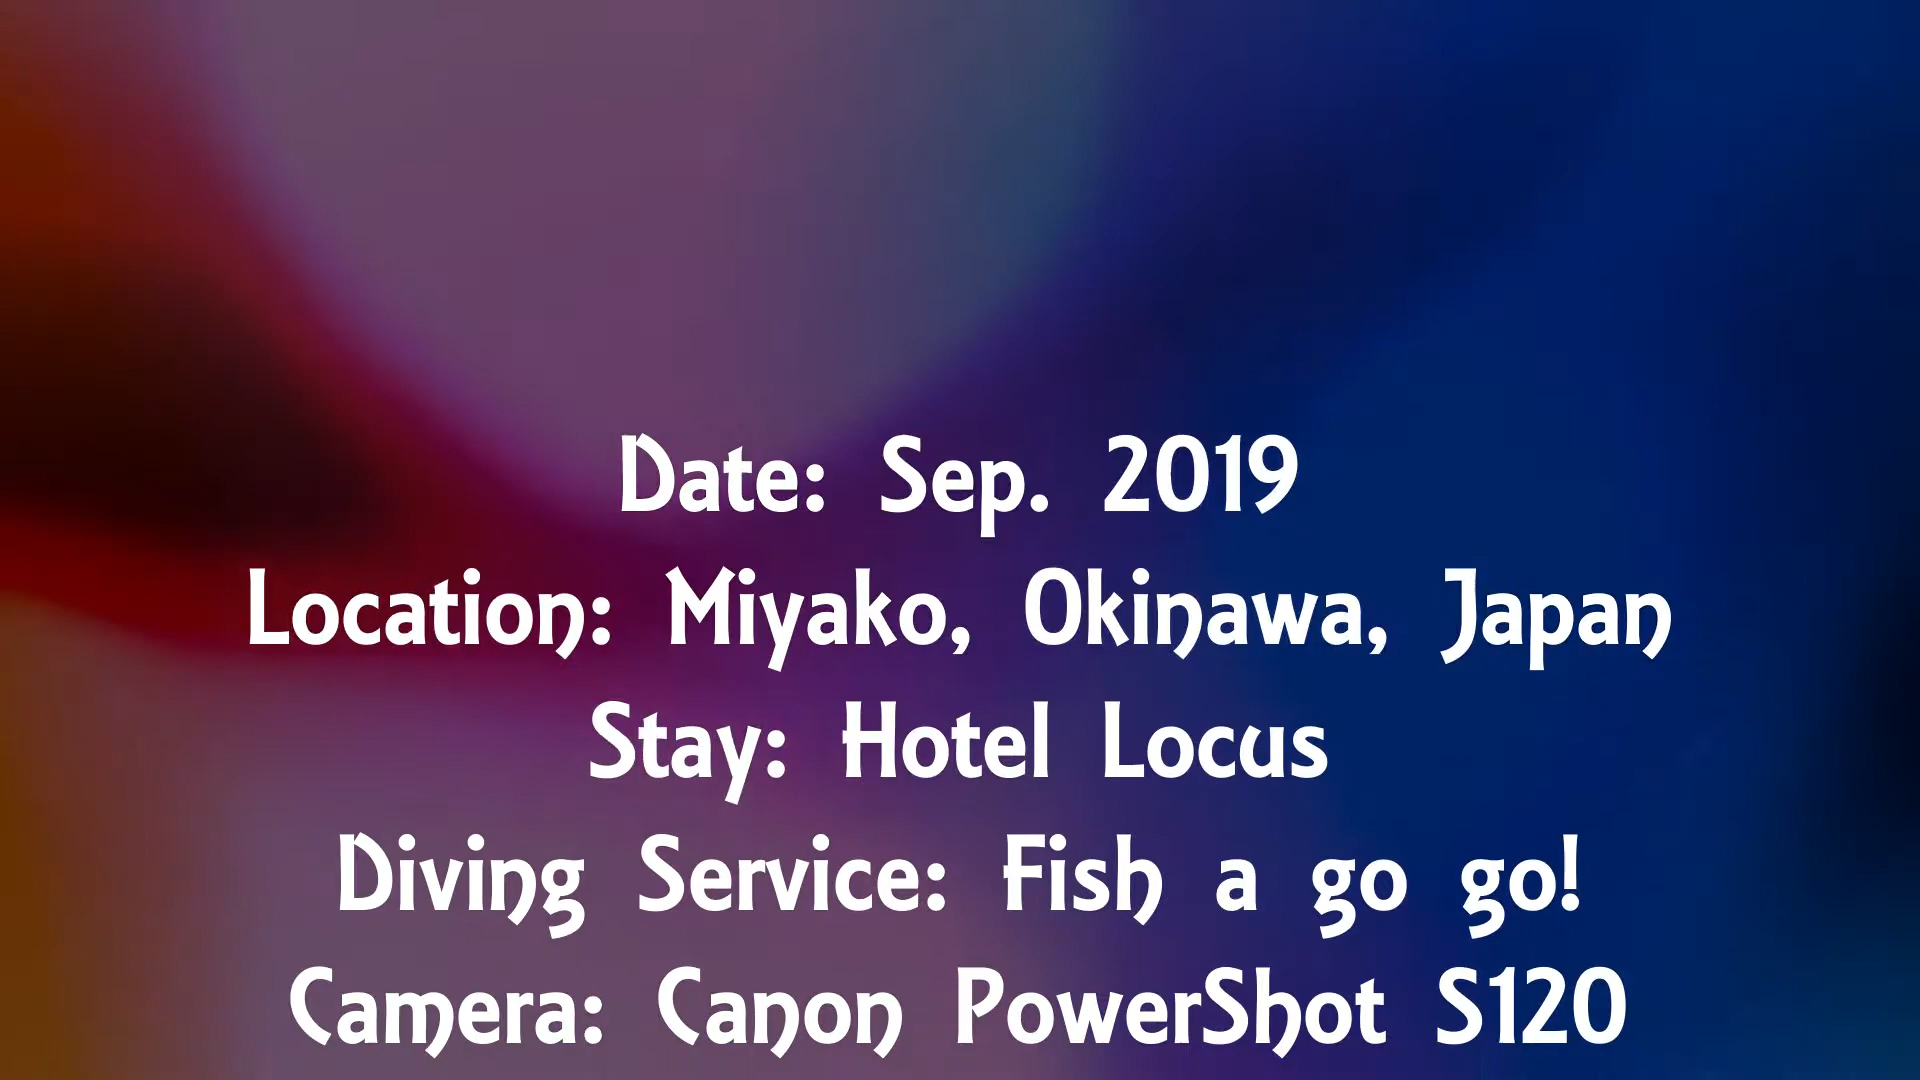 Date: Sep. 2019
Location: Miyako, Okinawa, Japan
Stay: Hotel Locus
Diving Service: Fish a go go!
Camera: Canon PowerShot S120